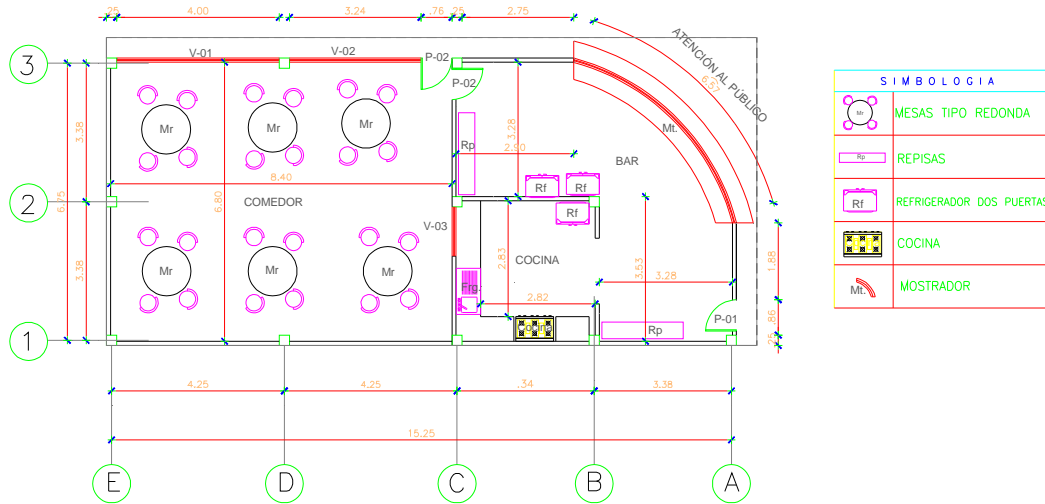 .25
4.00
3.24
.76
.25
2.75
ATENCIÓN AL PÚBLICO
6.57
V-01
V-02
P-02
P-02
3
Mr
Mr
Mr
3.38
6.75
3.38
Rp
3.28
2.90
Mt.
BAR
Rf
Rf
Rf
8.40
6.80
COMEDOR
2
V-03
2.83
COCINA
3.53
3.28
1.88
Mr
Mr
Mr
Frg.
2.82
Cocina
Rp
P-01
.86
.25
1
4.25
4.25
.34
3.38
15.25
E
D
C
B
A
SIMBOLOGIA
Mr
MESAS TIPO REDONDA
Rp
REPISAS
Rf
REFRIGERADOR DOS PUERTAS
COCINA
Mt.
MOSTRADOR